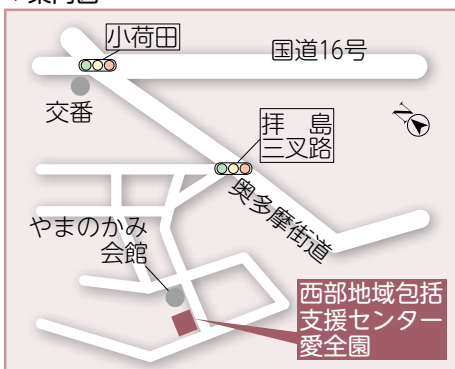 小荷田
国道16号
交番
拝島
三叉路
奥多摩街道
やまのかみ
会館
西部地域包括
支援センター
愛全園
N